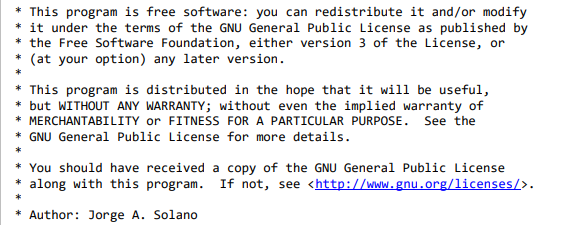 * This program is free software: you can redistribute it and/or modify
* it under the terms of the GNU General Public License as published by
* the Free Software Foundation, either version 3 of the License, or
* (at your option) any later version.
*
* This program is distributed in the hope that it will be useful,
* but WITHOUT ANY WARRANTY; without even the implied warranty of
* MERCHANTABILITY or FITNESS FOR A PARTICULAR PURPOSE.  See the
* GNU General Public License for more details.
*
* You should have received a copy of the GNU General Public License
* along with this program.  If not, see <http://www.gnu.org/licenses/>.
*
* Author: Jorge A. Solano